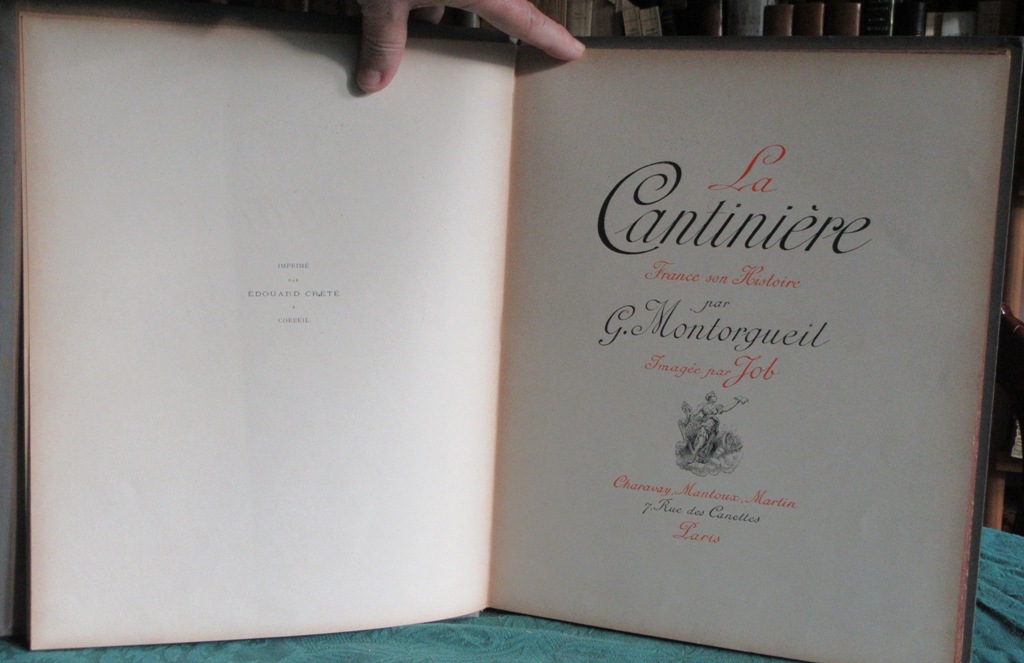 IMPRIMÉ
PAR
ÉDOUARD CRÉTÉ
A
CORBEIL
La
Cantinière
France son Histoire
par
G. Montorgueil
Imagée par Job
Charavay, Mantoux, Martin
7, Rue des Canettes
Paris